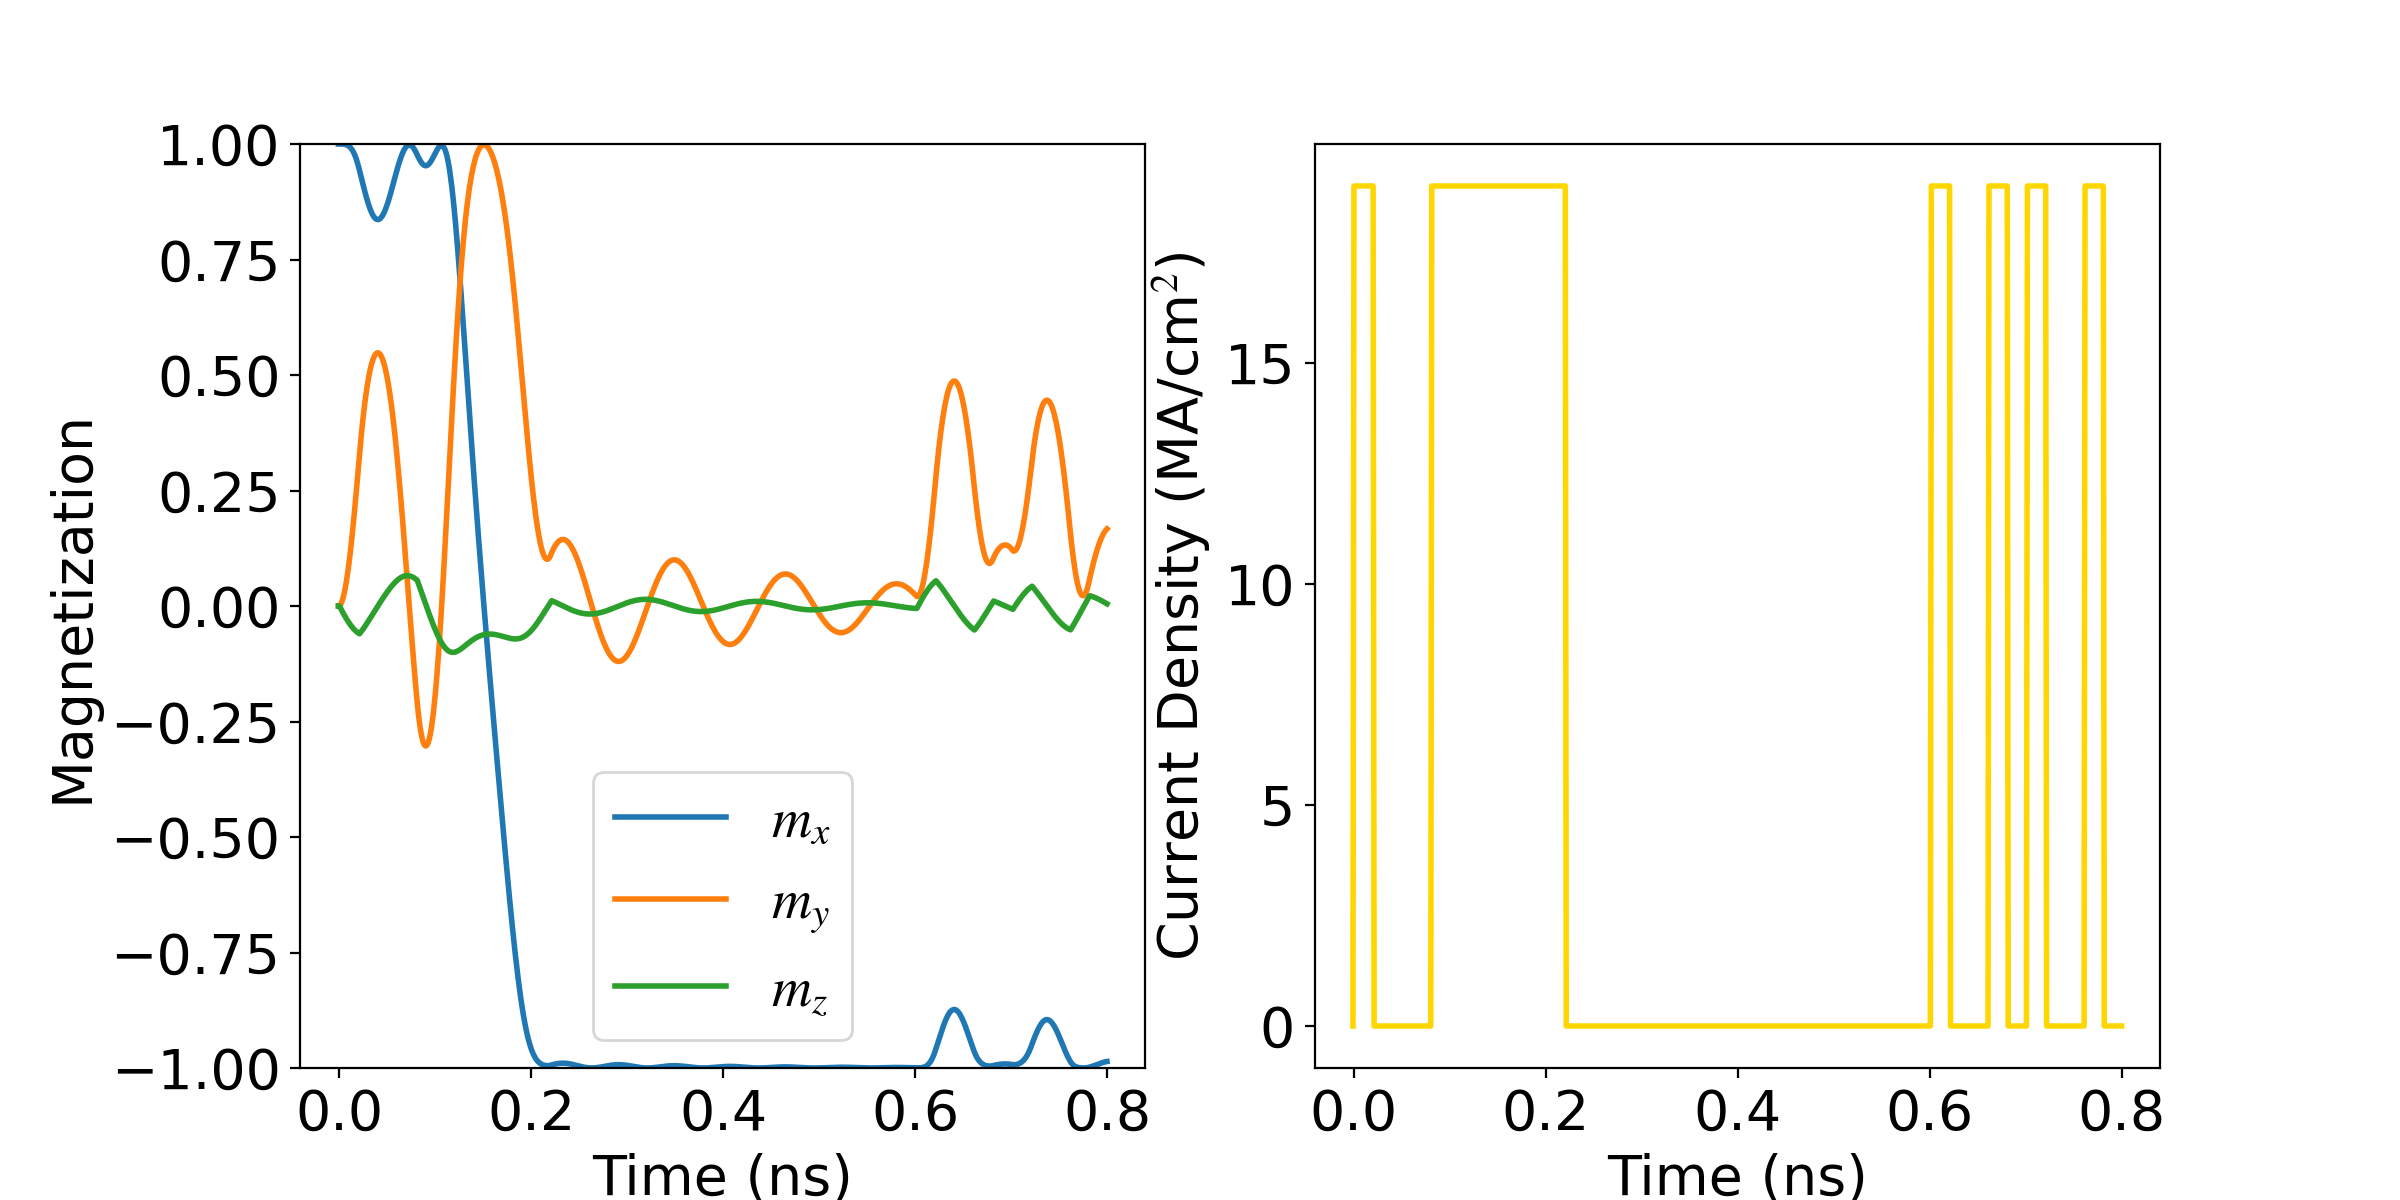 1.00
0.75
0.50
0.25
0.00
−0.25
−0.50
−0.75
−1.00
Magnetization
0.0 0.2 0.4 0.6 0.8
Time (ns)
m_x
m_y
m_z
Current Density (MA/cm²)
15
10
5
0
0.0 0.2 0.4 0.6 0.8
Time (ns)